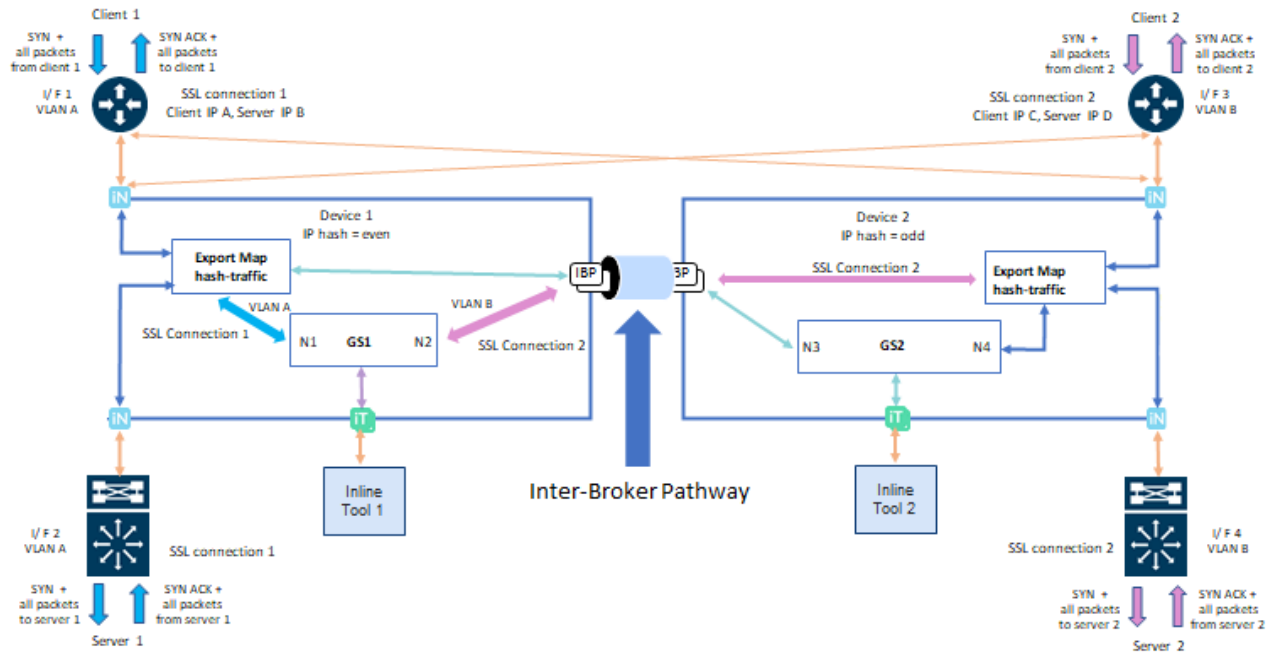 Client 1
SYN +
all packets
from client 1
SYN ACK +
all packets
to client 1
I/ F 1
VLAN A
SSL connection 1
Client IP A, Server IP B
Client 2
SYN +
all packets
from client 2
SYN ACK +
all packets
to client 2
SSL connection 2
Client IP C, Server IP D
I/ F 3
VLAN B
iN
iN
Device 1
IP hash = even
Device 2
IP hash = odd
Export Map
hash-traffic
IBP
BP
SSL Connection 2
Export Map
hash-traffic
VLAN A
VLAN B
SSL Connection 1
N1 GS1 N2
SSL Connection 2
N3 GS2 N4
iN
iT
iT
iN
Inline
Tool 1
Inter-Broker Pathway
Inline
Tool 2
I/ F 2
VLAN A
SSL connection 1
SSL connection 2
I/ F 4
VLAN B
SYN +
all packets
to server 1
SYN ACK +
all packets
from server 1
Server 1
SYN +
all packets
to server 2
SYN ACK +
all packets
from server 2
Server 2